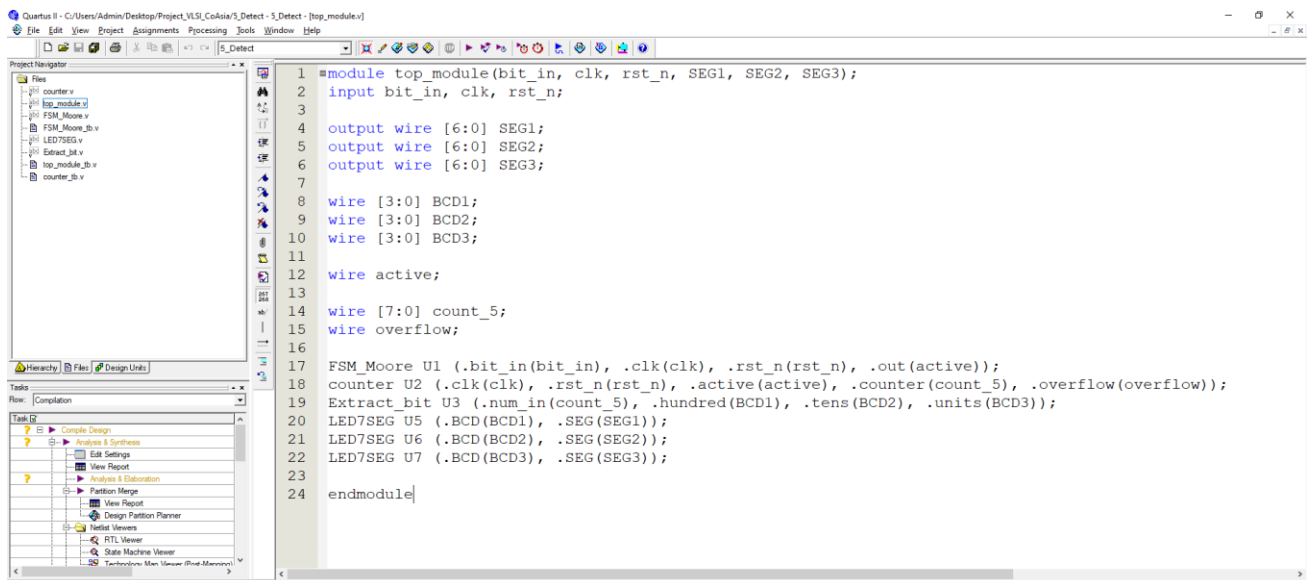 Quartus II - C:/Users/Admin/Desktop/Project_VLSI_CoAsia/5_Detect - 5_Detect - [top_module.v]
File Edit View Project Assignments Processing Tools Window Help
5_Detect
Project Navigator
Files
counter.v
top_module.v
FSM_Moore.v
FSM_Moore_tb.v
LED7SEG.v
Extract_bit.v
top_module_tb.v
counter_tb.v
Hierarchy Files Design Units
Tasks
Flow: Compilation
Task
Compile Design
Analysis & Synthesis
Edit Settings
View Report
Analysis & Elaboration
Partition Merge
View Report
Design Partition Planner
Netlist Viewers
RTL Viewer
State Machine Viewer
Technology Map Viewer (Post-Mapping)
267
268
ab/
1 module top_module(bit_in, clk, rst_n, SEG1, SEG2, SEG3);
2 input bit_in, clk, rst_n;
3
4 output wire [6:0] SEG1;
5 output wire [6:0] SEG2;
6 output wire [6:0] SEG3;
7
8 wire [3:0] BCD1;
9 wire [3:0] BCD2;
10 wire [3:0] BCD3;
11
12 wire active;
13
14 wire [7:0] count_5;
15 wire overflow;
16
17 FSM_Moore U1 (.bit_in(bit_in), .clk(clk), .rst_n(rst_n), .out(active));
18 counter U2 (.clk(clk), .rst_n(rst_n), .active(active), .counter(count_5), .overflow(overflow));
19 Extract_bit U3 (.num_in(count_5), .hundred(BCD1), .tens(BCD2), .units(BCD3));
20 LED7SEG U5 (.BCD(BCD1), .SEG(SEG1));
21 LED7SEG U6 (.BCD(BCD2), .SEG(SEG2));
22 LED7SEG U7 (.BCD(BCD3), .SEG(SEG3));
23
24 endmodule